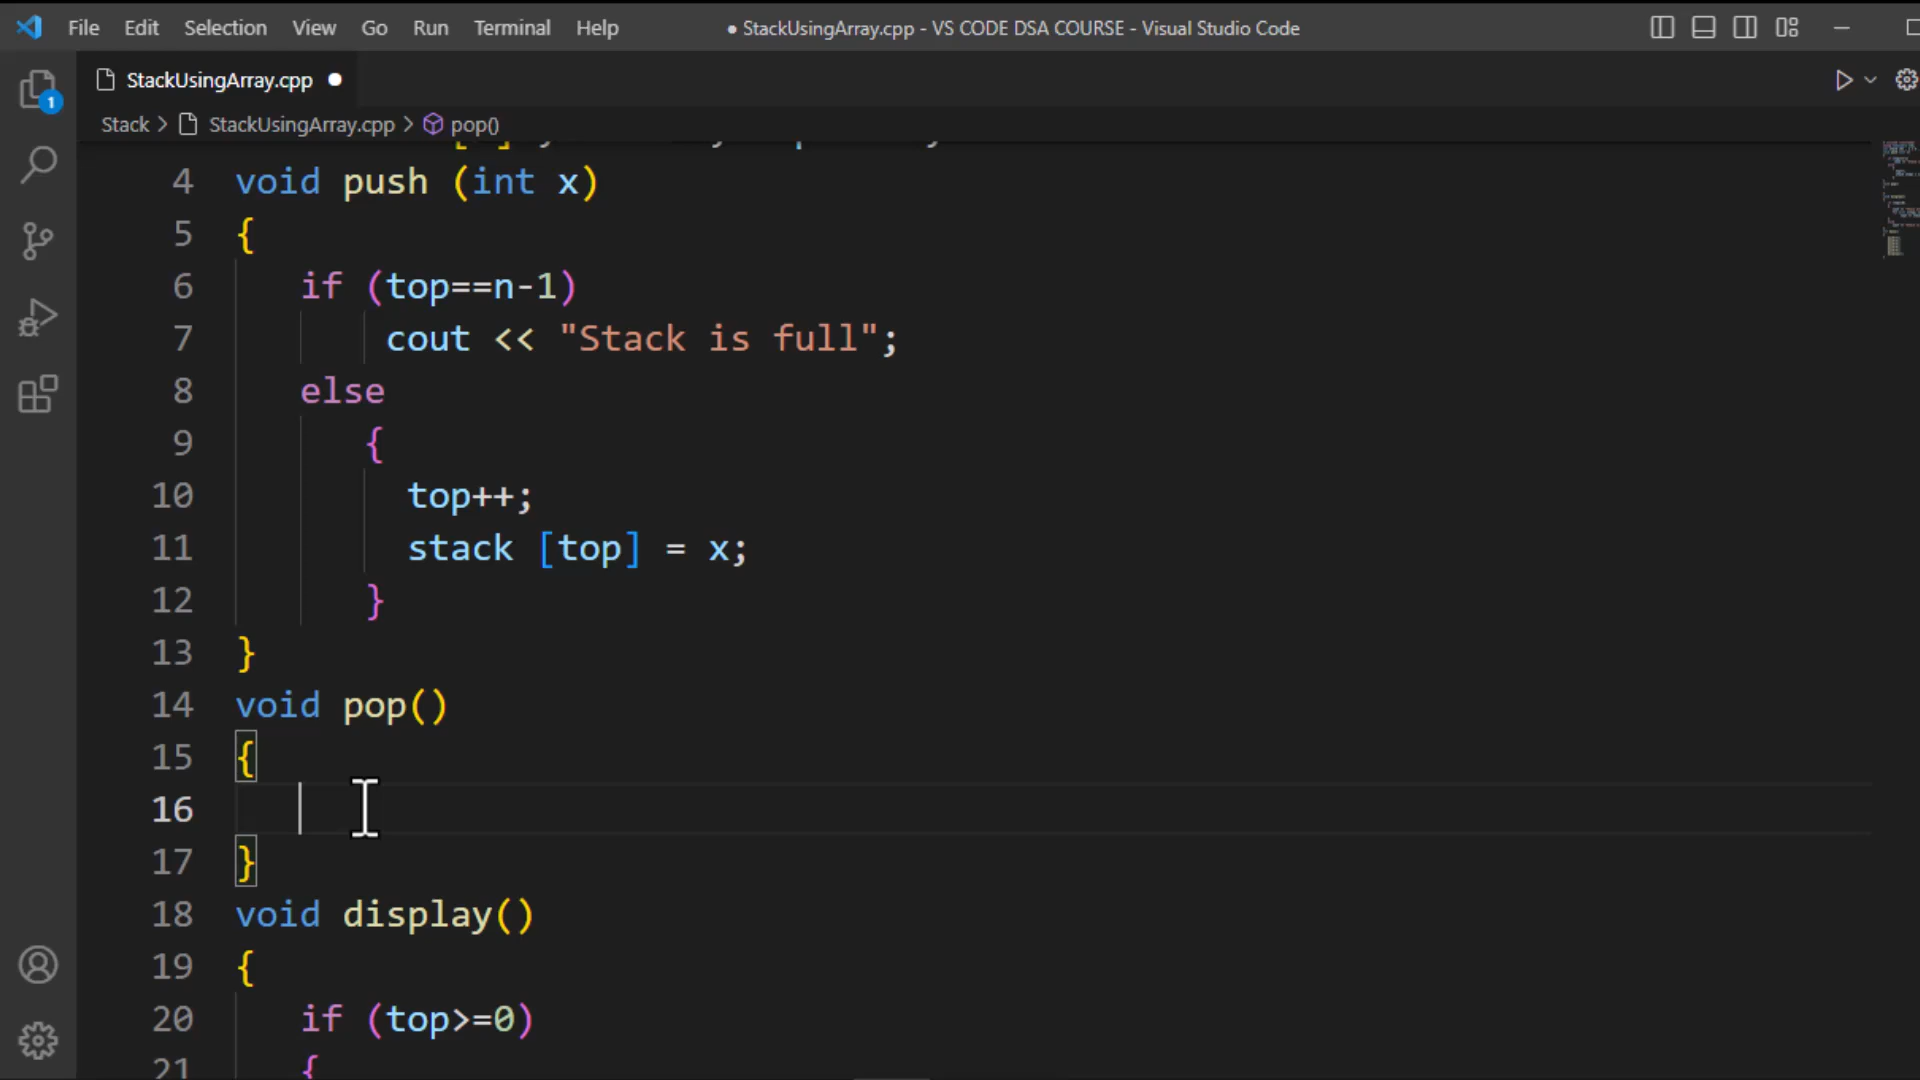 File Edit Selection View Go Run Terminal Help ● StackUsingArray.cpp - VS CODE DSA COURSE - Visual Studio Code
StackUsingArray.cpp ●
1
Stack > StackUsingArray.cpp > pop()
4 void push (int x)
5 {
6 if (top==n-1)
7 cout << "Stack is full";
8 else
9 {
10 top++;
11 stack [top] = x;
12 }
13 }
14 void pop()
15 {
16
17 }
18 void display()
19 {
20 if (top>=0)
21 {